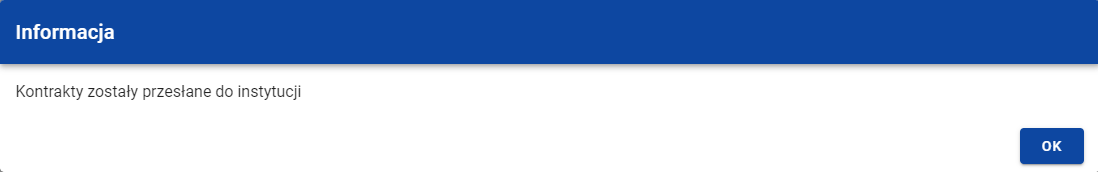 Informacja
Kontrakty zostały przesłane do instytucji
OK